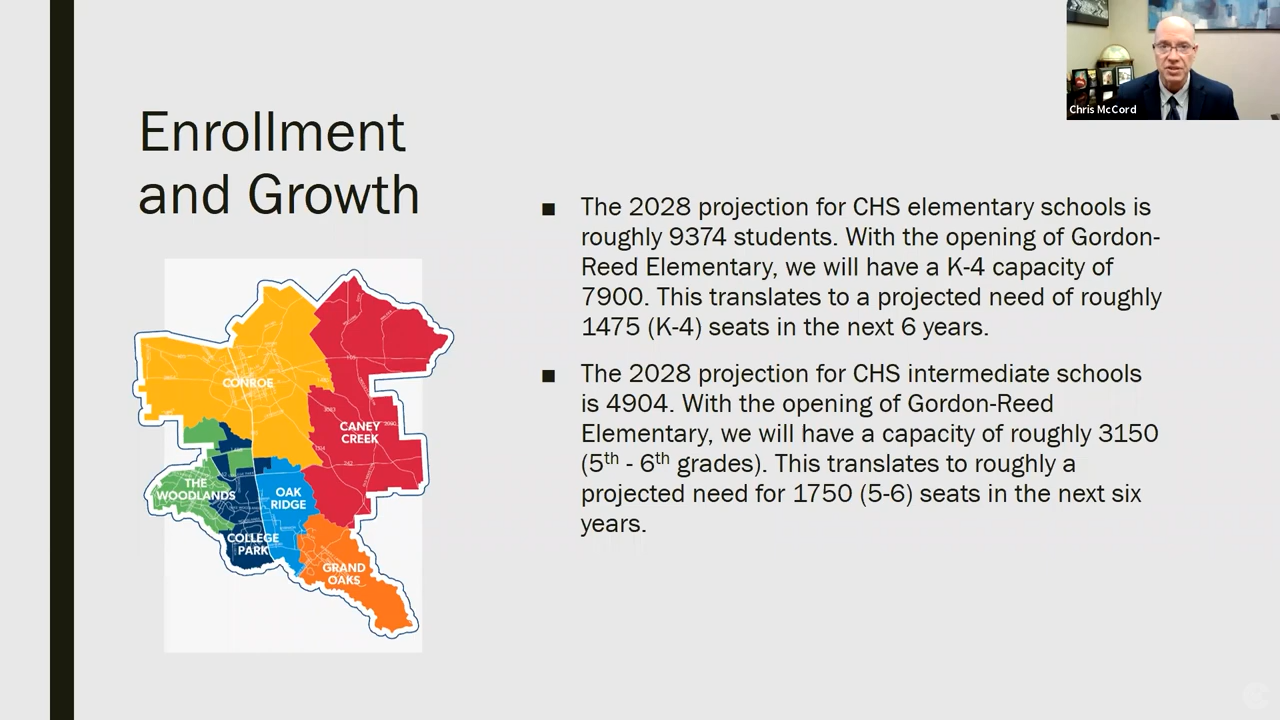 Chris McCord
Enrollment
and Growth
■ The 2028 projection for CHS elementary schools is
roughly 9374 students. With the opening of Gordon-
Reed Elementary, we will have a K-4 capacity of
7900. This translates to a projected need of roughly
1475 (K-4) seats in the next 6 years.
■ The 2028 projection for CHS intermediate schools
is 4904. With the opening of Gordon-Reed
Elementary, we will have a capacity of roughly 3150
(5th - 6th grades). This translates to roughly a
projected need for 1750 (5-6) seats in the next six
years.
CONROE
CANEY
CREEK
THE
WOODLANDS
OAK
RIDGE
COLLEGE
PARK
GRAND
OAKS